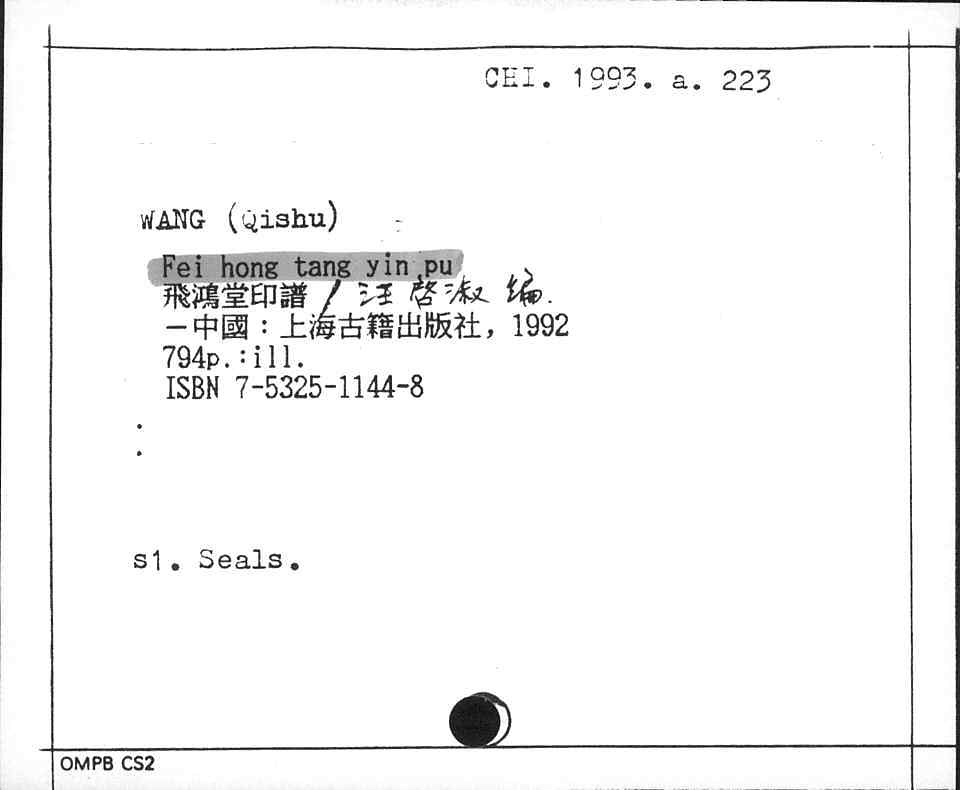 CHI. 1993. a. 223
WANG (Qishu)
Fei hong tang yin pu
飛鴻堂印譜 / 汪啓淑 编.
—中國：上海古籍出版社, 1992
794p.:ill.
ISBN 7-5325-1144-8
s1. Seals.
OMPB CS2